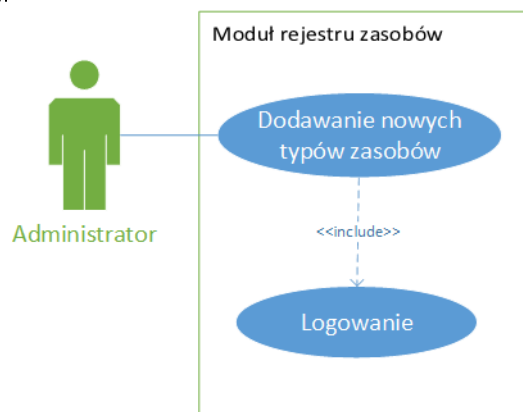 Moduł rejestru zasobów
Dodawanie nowych
typów zasobów
Administrator
<<include>>
Logowanie